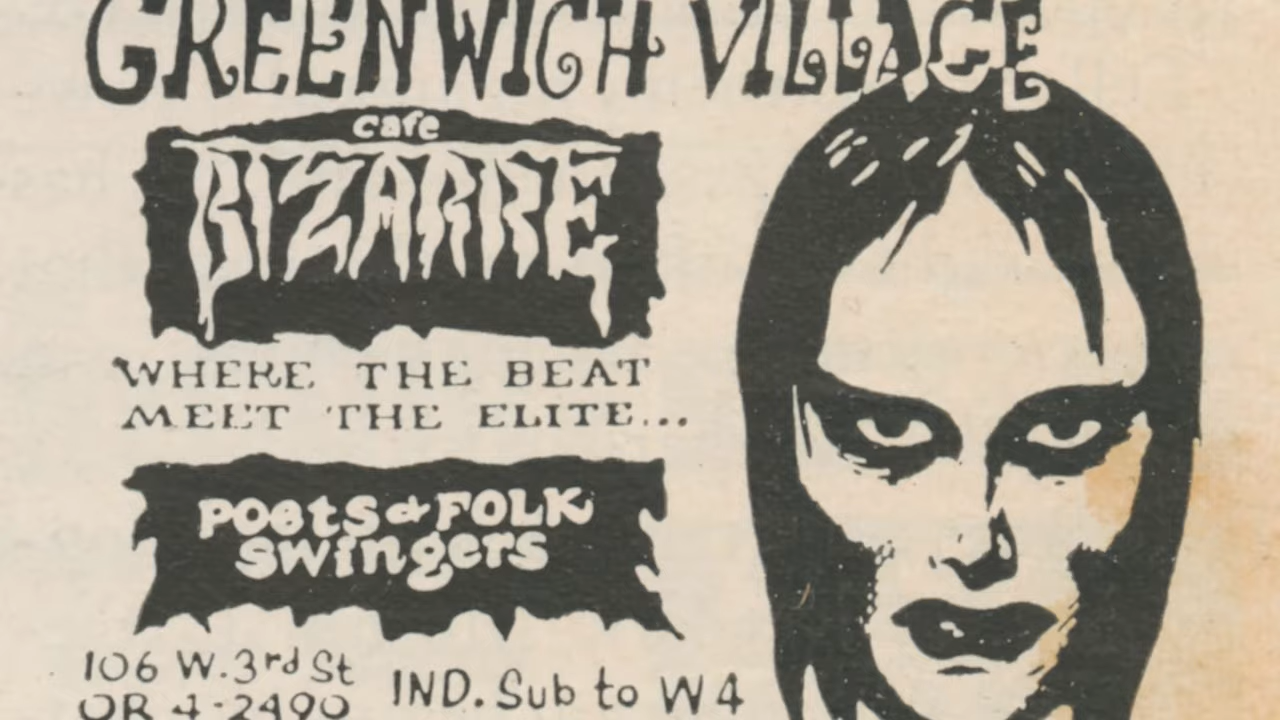 GREENWICH VILLAGE
cafe
BIZARRE
WHERE THE BEAT
MEET THE ELITE...
Poets & FOLK
swingers
106 W. 3rd St
OR 4-2490
IND. Sub to W4